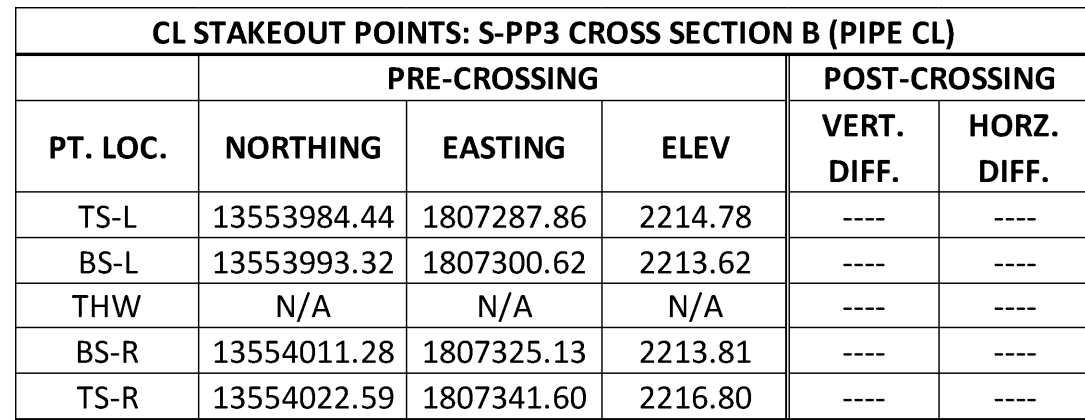 CL STAKEOUT POINTS: S-PP3 CROSS SECTION B (PIPE CL)
PRE-CROSSING POST-CROSSING
PT. LOC. NORTHING EASTING ELEV VERT. DIFF. HORZ. DIFF.
TS-L 13553984.44 1807287.86 2214.78 ---- ----
BS-L 13553993.32 1807300.62 2213.62 ---- ----
THW N/A N/A N/A ---- ----
BS-R 13554011.28 1807325.13 2213.81 ---- ----
TS-R 13554022.59 1807341.60 2216.80 ---- ----